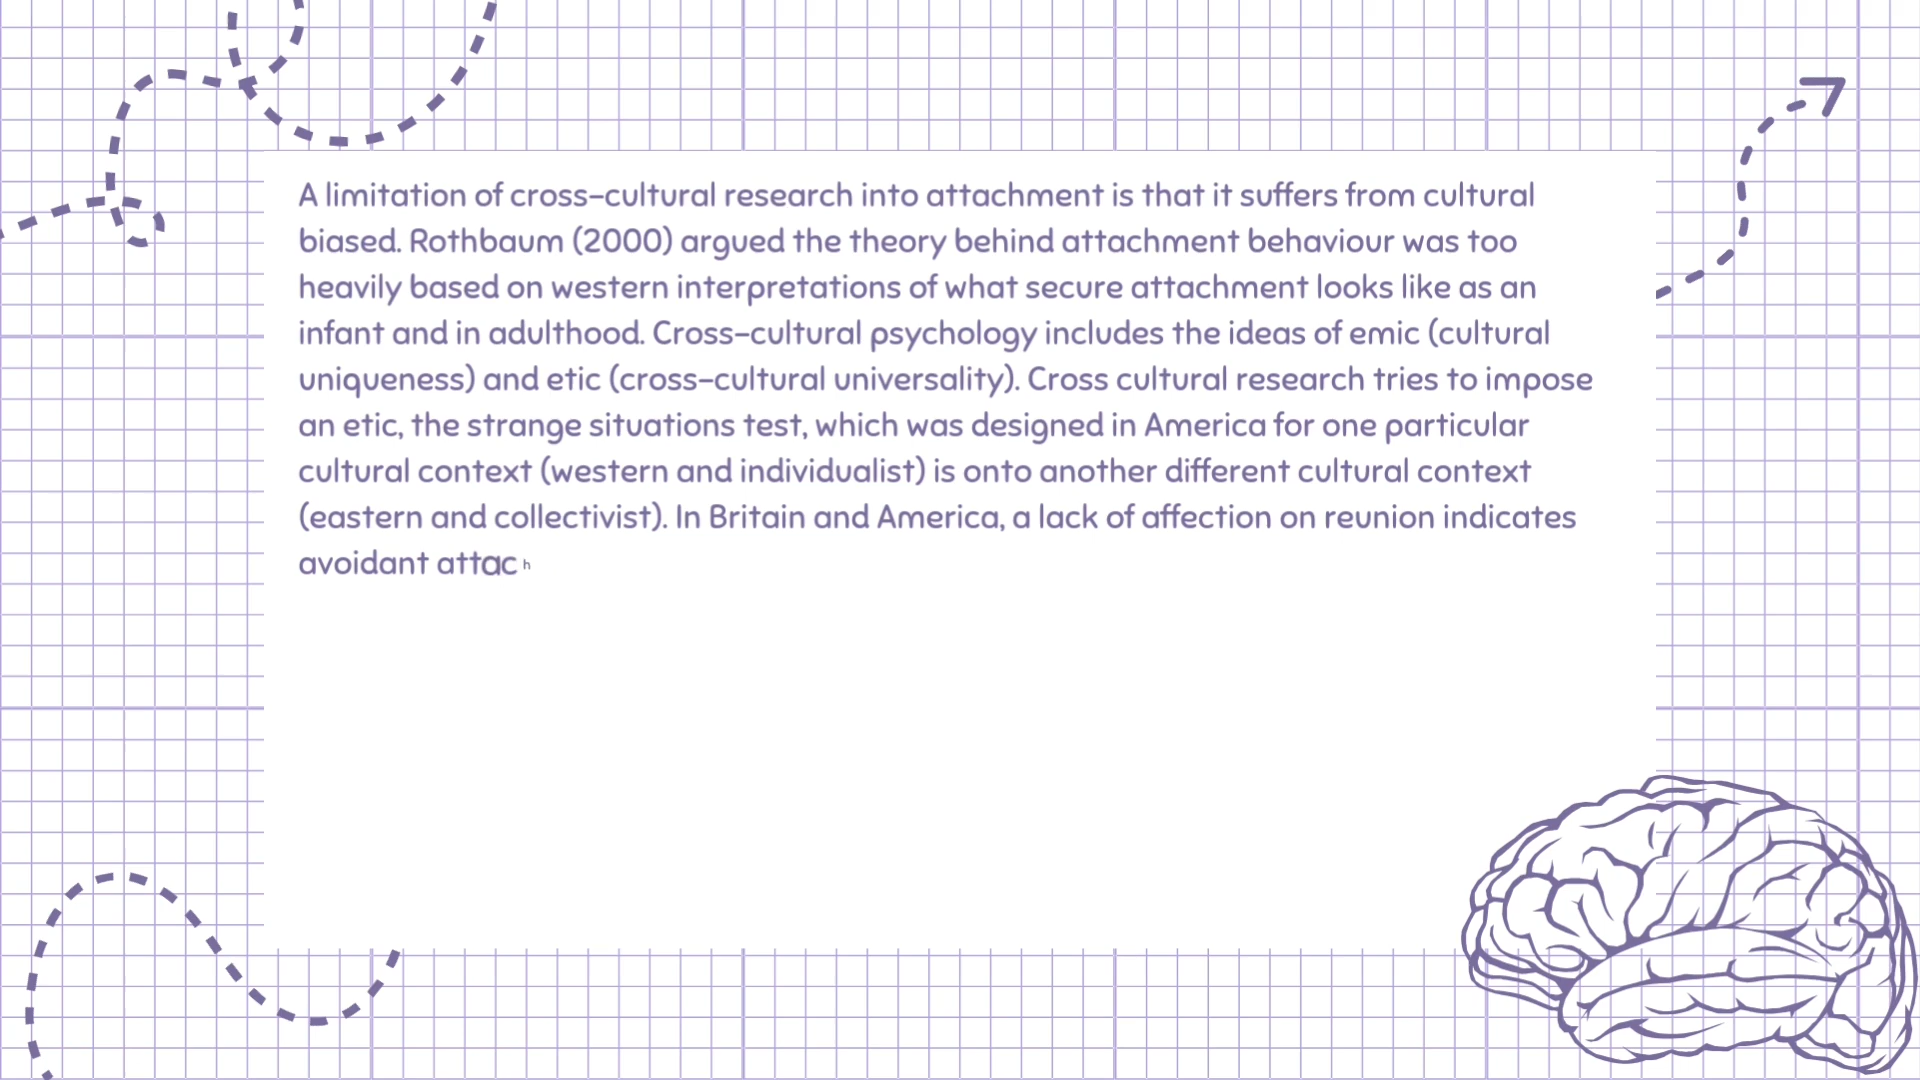 A limitation of cross-cultural research into attachment is that it suffers from cultural
biased. Rothbaum (2000) argued the theory behind attachment behaviour was too
heavily based on western interpretations of what secure attachment looks like as an
infant and in adulthood. Cross-cultural psychology includes the ideas of emic (cultural
uniqueness) and etic (cross-cultural universality). Cross cultural research tries to impose
an etic, the strange situations test, which was designed in America for one particular
cultural context (western and individualist) is onto another different cultural context
(eastern and collectivist). In Britain and America, a lack of affection on reunion indicates
avoidant attach